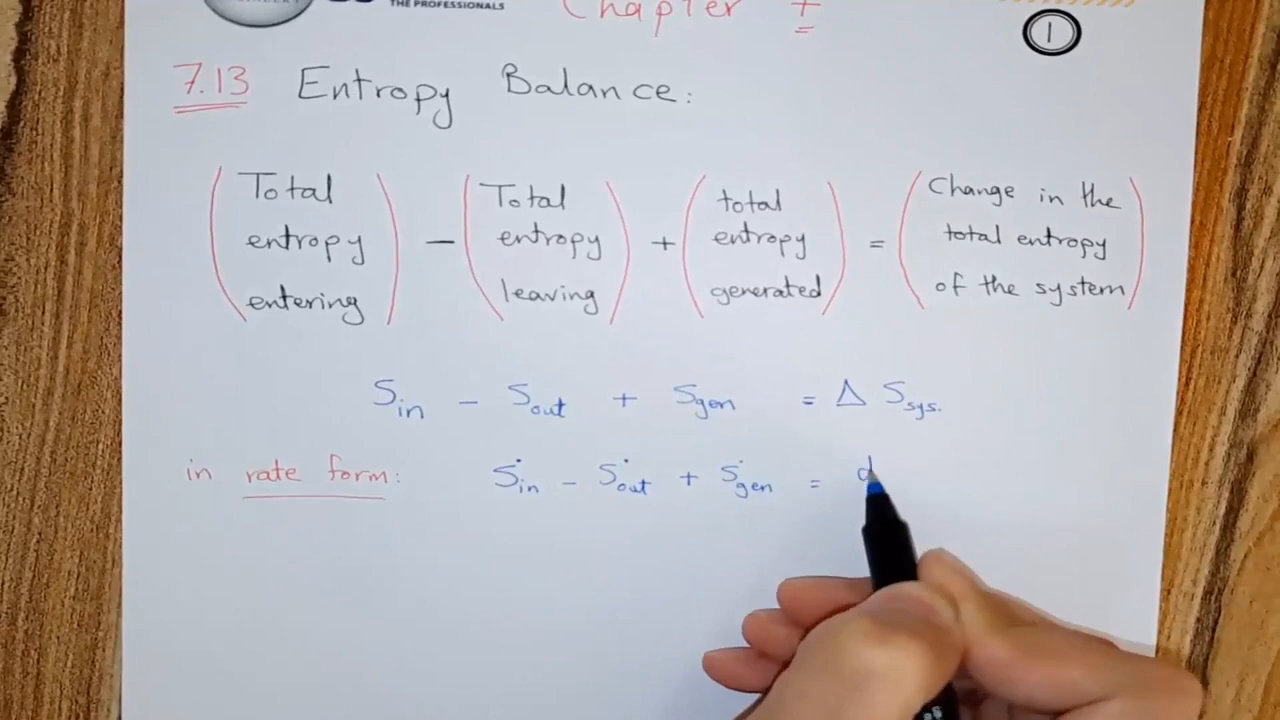 THE PROFESSIONALS
Chapter 7
1
7.13 Entropy Balance:
(Total entropy entering) - (Total entropy leaving) + (total entropy generated) = (Change in the total entropy of the system)
Sin - Sout + Sgen = Δ Ssys.
in rate form: Ṡin - Ṡout + Ṡgen = d